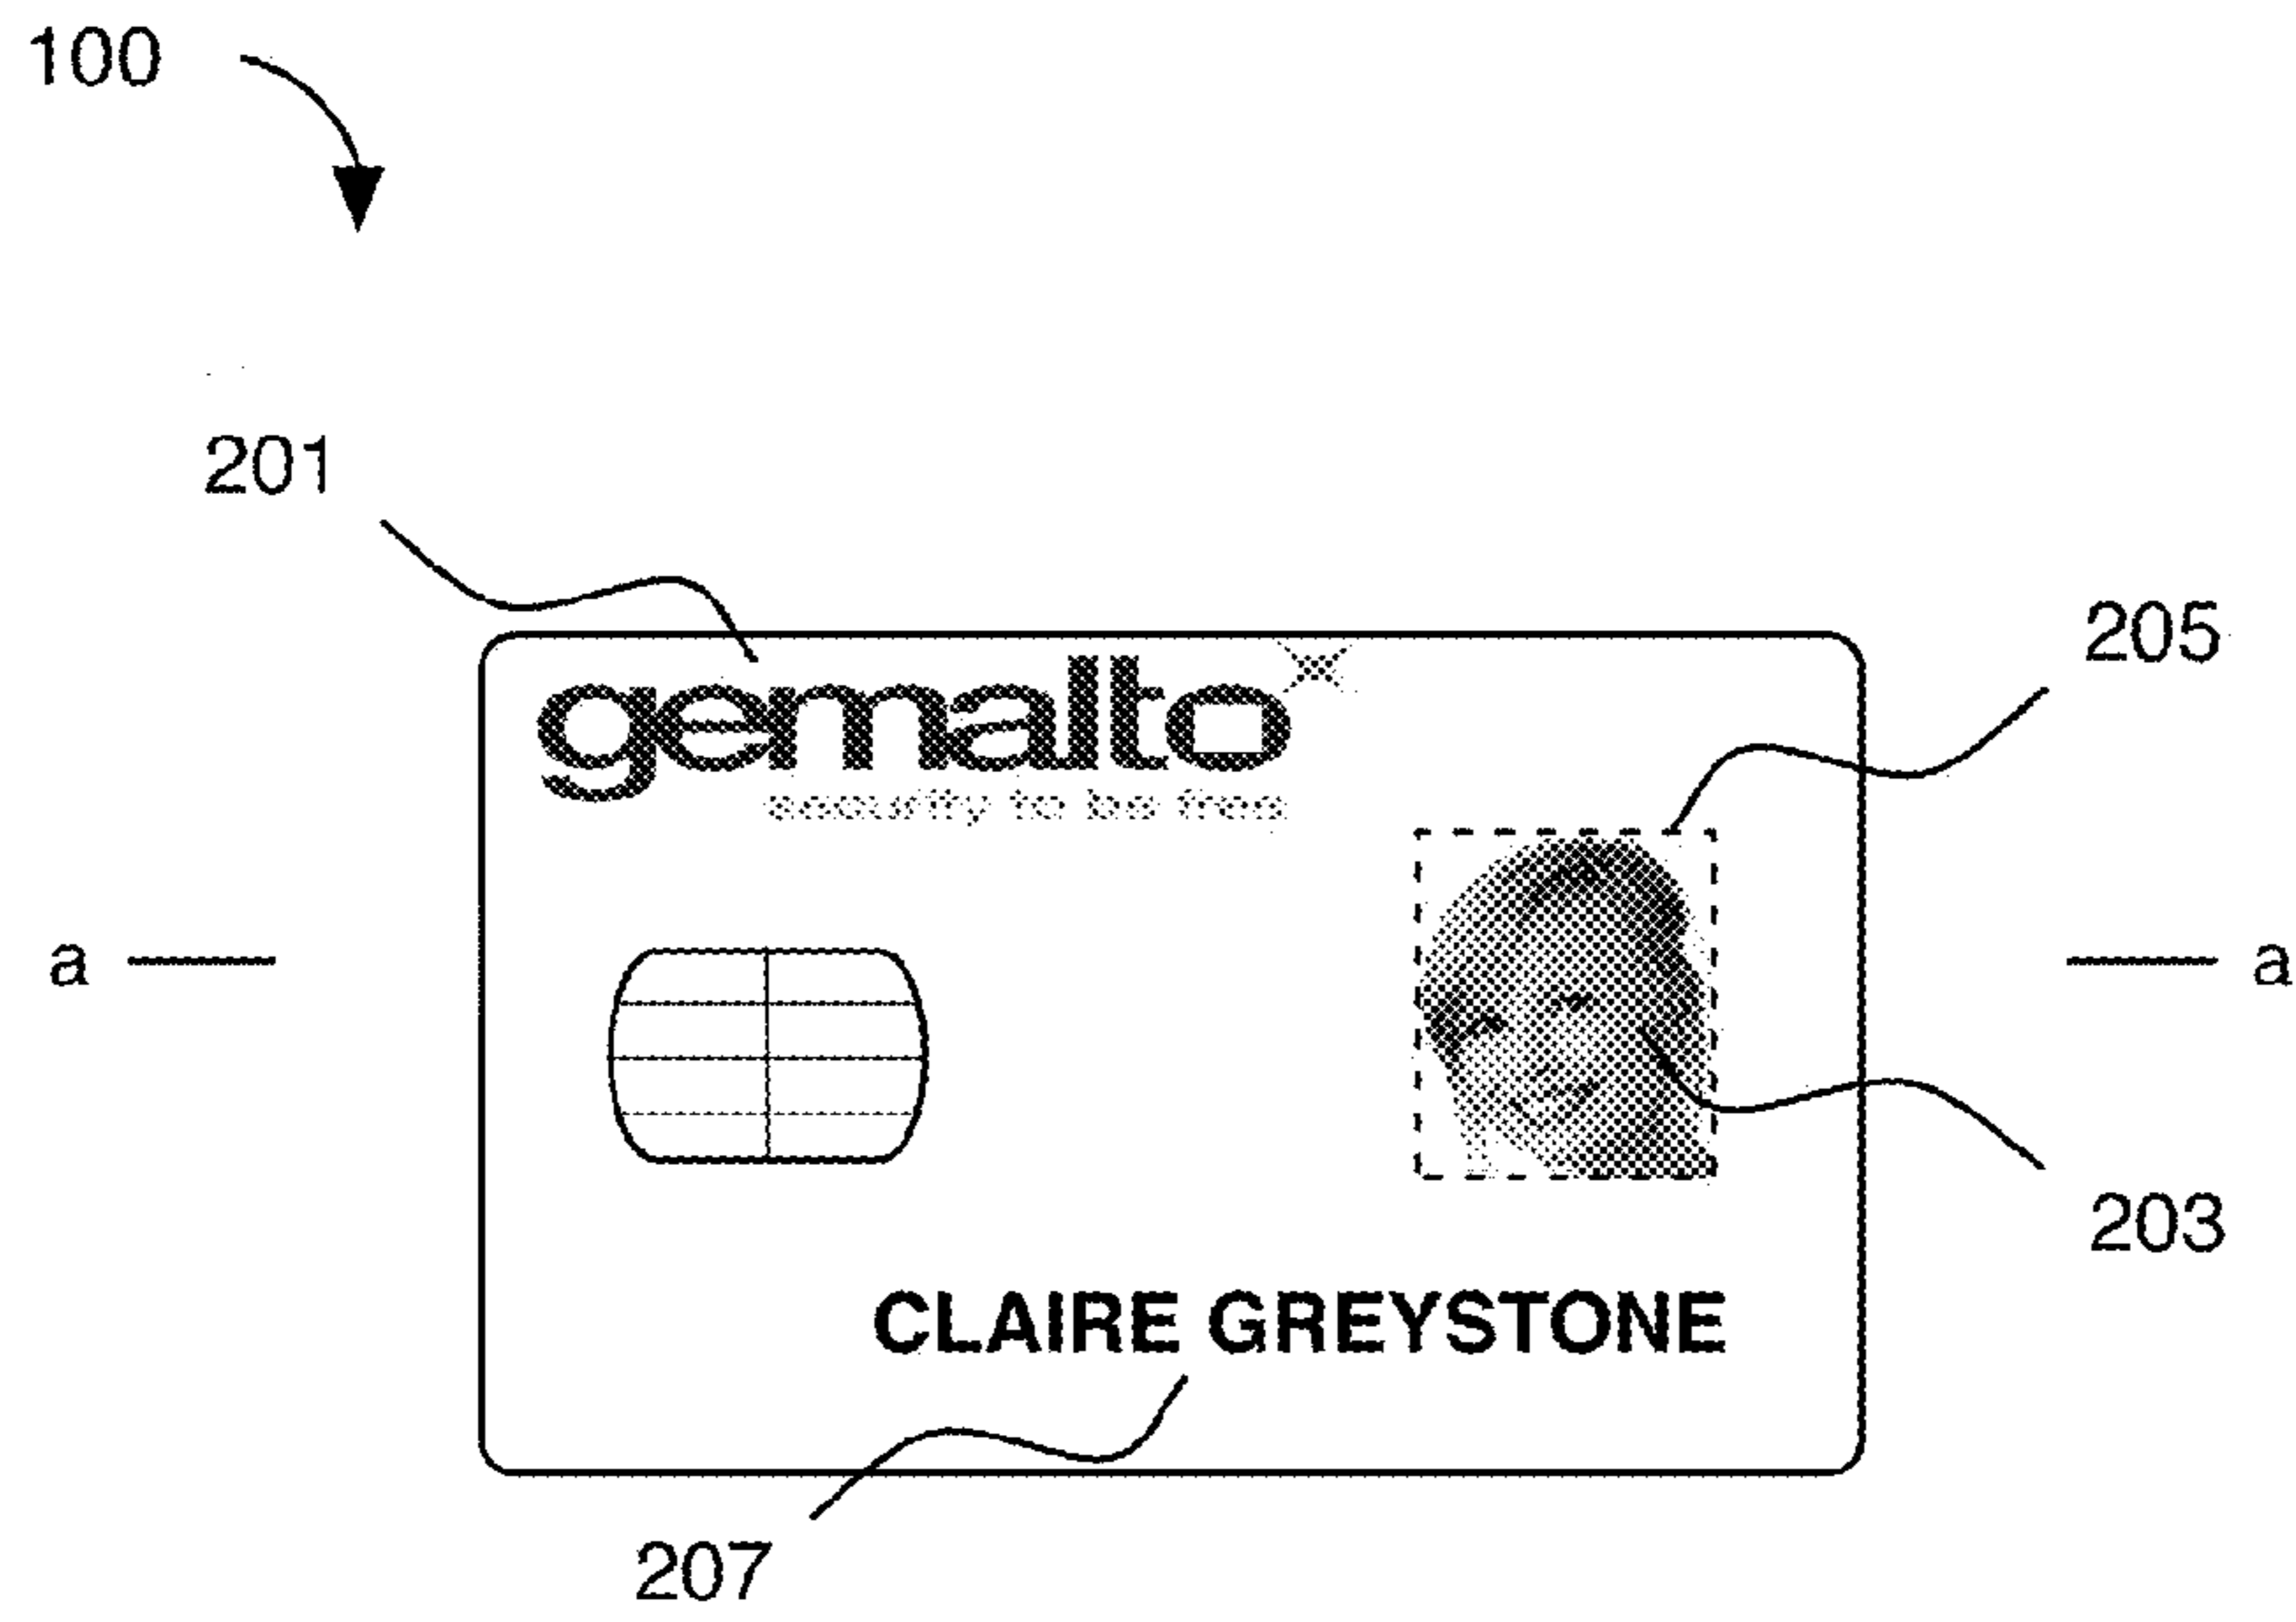 100
201
205
gemalto
security to be free
a
a
203
CLAIRE GREYSTONE
207